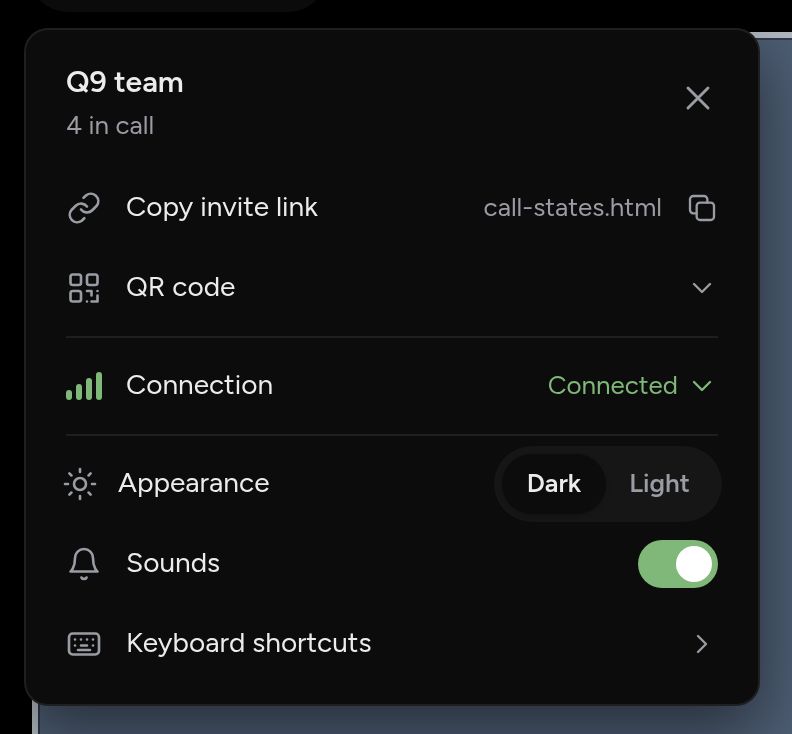 Q9 team
4 in call
Copy invite link call-states.html
QR code
Connection Connected
Appearance Dark Light
Sounds
Keyboard shortcuts